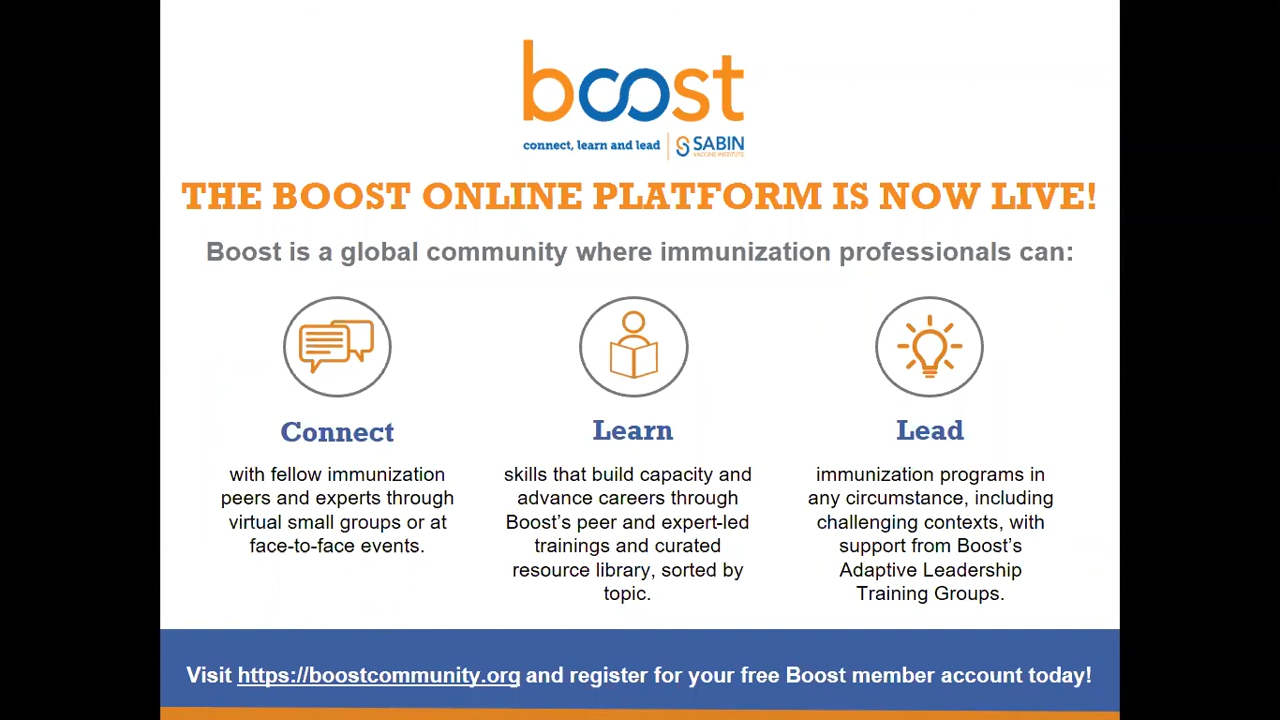 boost
connect, learn and lead
SABIN
VACCINE INSTITUTE
THE BOOST ONLINE PLATFORM IS NOW LIVE!
Boost is a global community where immunization professionals can:
Connect
with fellow immunization
peers and experts through
virtual small groups or at
face-to-face events.
Learn
skills that build capacity and
advance careers through
Boost's peer and expert-led
trainings and curated
resource library, sorted by
topic.
Lead
immunization programs in
any circumstance, including
challenging contexts, with
support from Boost's
Adaptive Leadership
Training Groups.
Visit https://boostcommunity.org and register for your free Boost member account today!